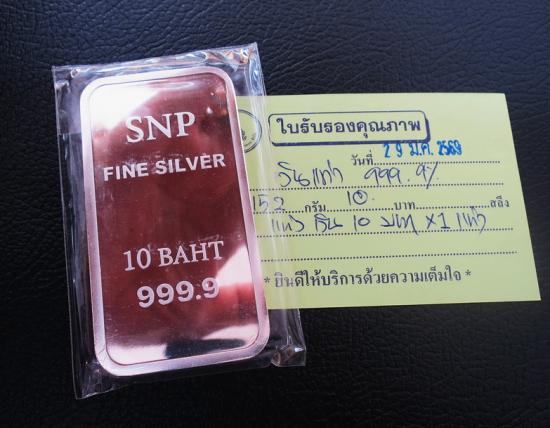 SNP
FINE SILVER
10 BAHT
999.9
ใบรับรองคุณภาพ
วันที่ 29 ม.ค. 2569
เงินแท่ง 999.9%
152 กรัม 10 บาท สลึง
แท่ง เงิน 10 บาท x 1 แท่ง
* ยินดีให้บริการด้วยความเต็มใจ *